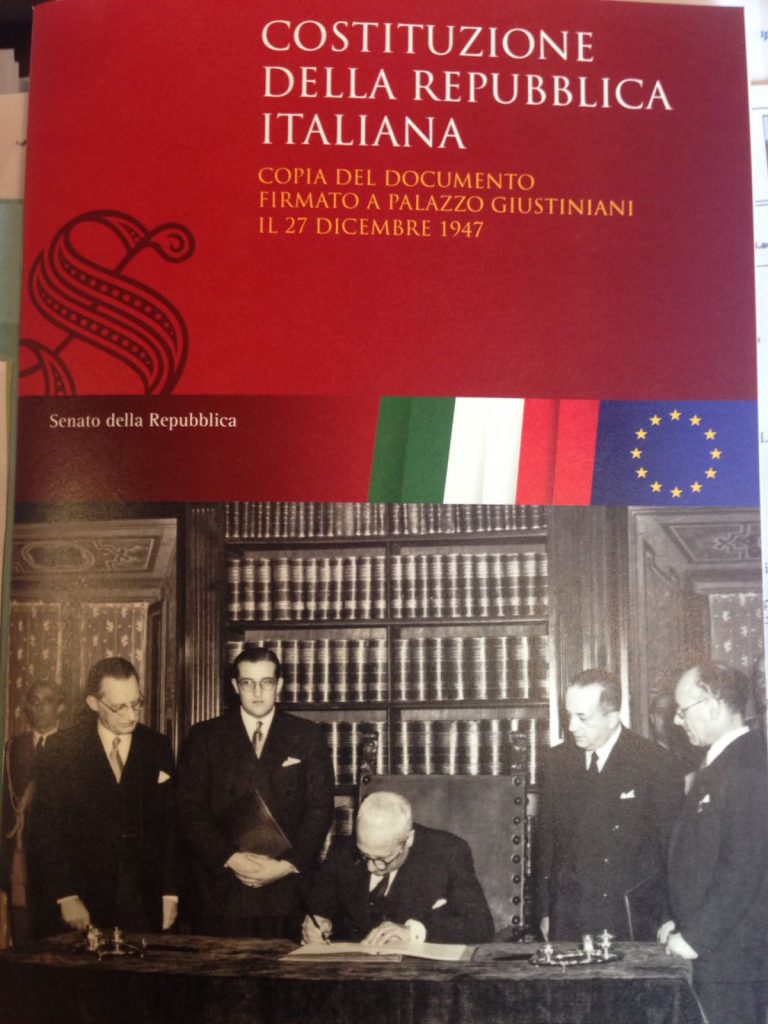 COSTITUZIONE
DELLA REPUBBLICA
ITALIANA
COPIA DEL DOCUMENTO
FIRMATO A PALAZZO GIUSTINIANI
IL 27 DICEMBRE 1947
Senato della Repubblica